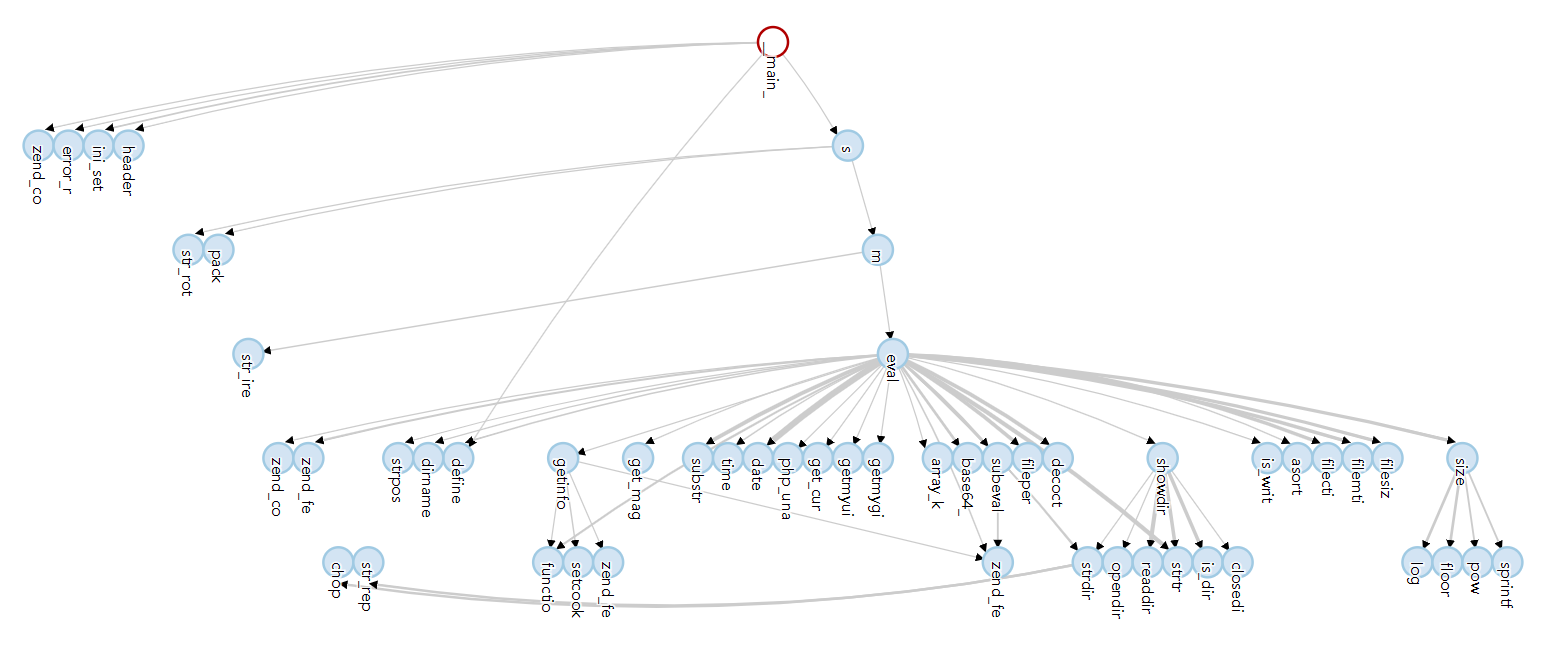 _main_
zend_co
error_r
ini_set
header
s
str_rot
pack
m
str_ire
eval
zend_co
zend_fe
strpos
dirname
define
getinfo
get_mag
substr
time
date
php_una
get_cur
getmyui
getmygi
array_k
base64_
subeval
fileper
decoct
showdir
is_writ
asort
filecti
filemti
filesiz
size
chop
str_rep
functio
setcook
zend_fe
zend_fe
strdir
opendir
readdir
strtr
is_dir
closedi
log
floor
pow
sprintf